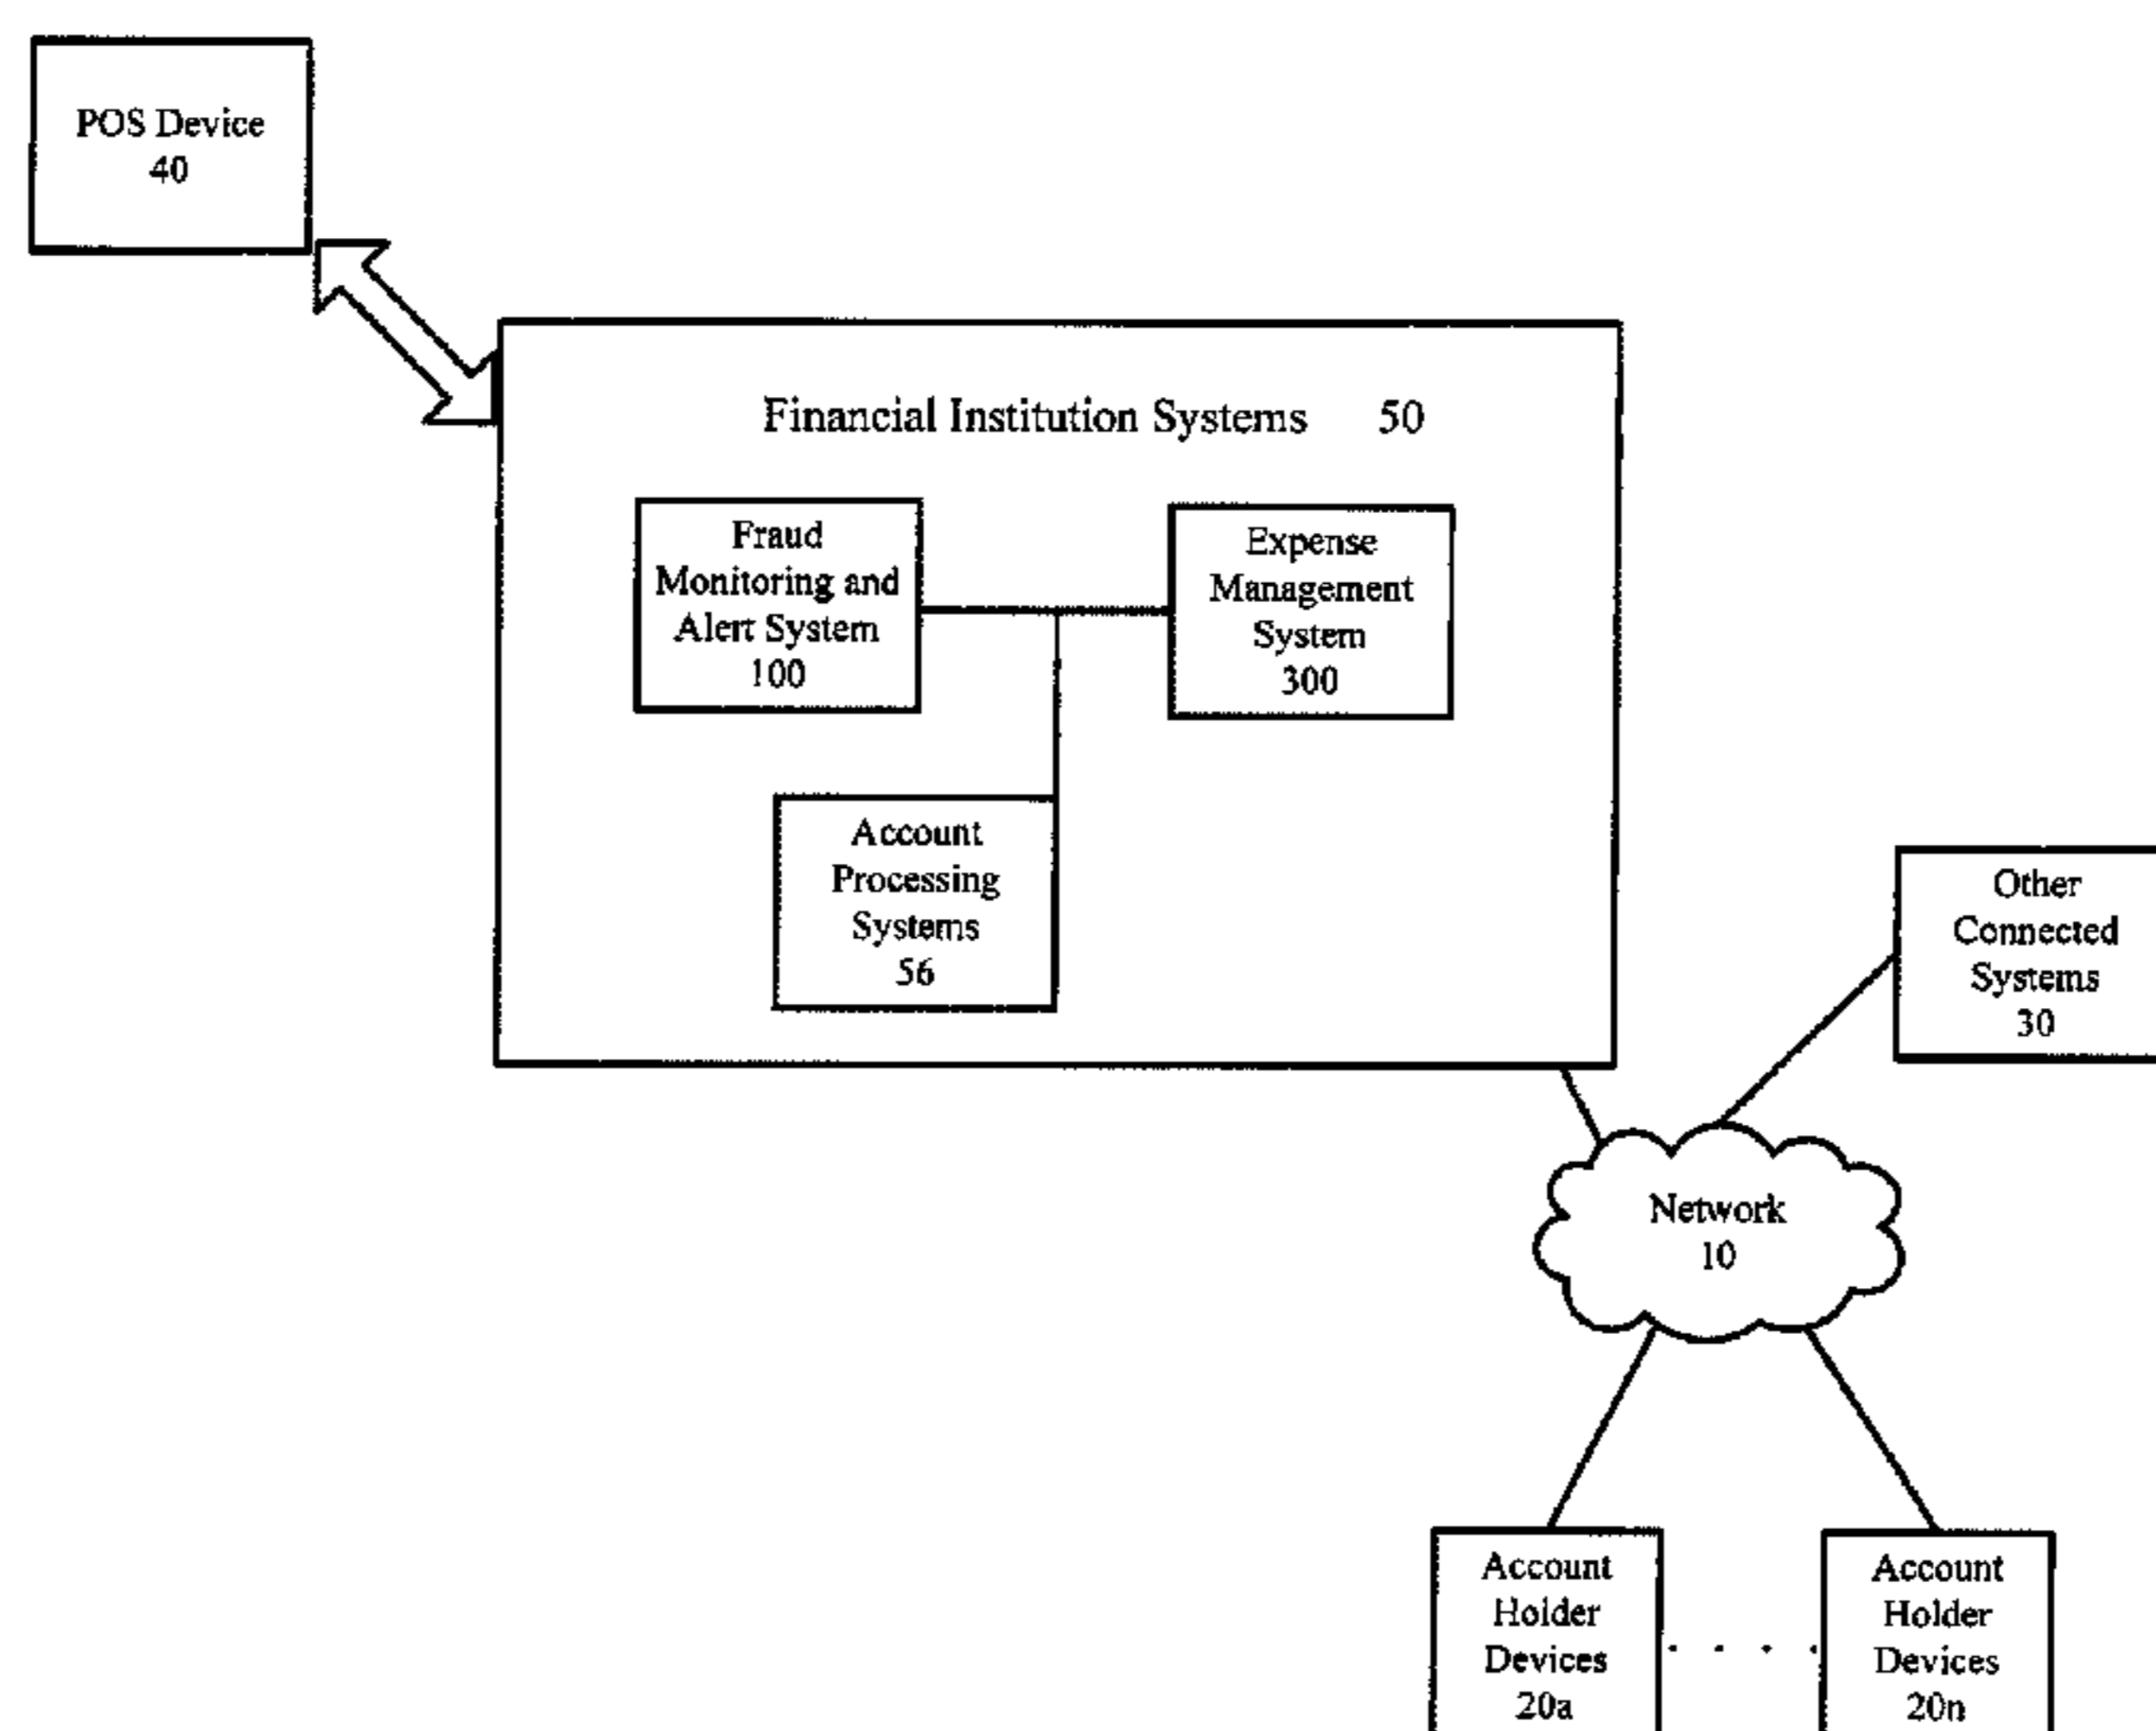 POS Device
40
Financial Institution Systems 50
Fraud
Monitoring and
Alert System
100
Expense
Management
System
300
Account
Processing
Systems
56
Other
Connected
Systems
30
Network
10
Account
Holder
Devices
20a
Account
Holder
Devices
20n